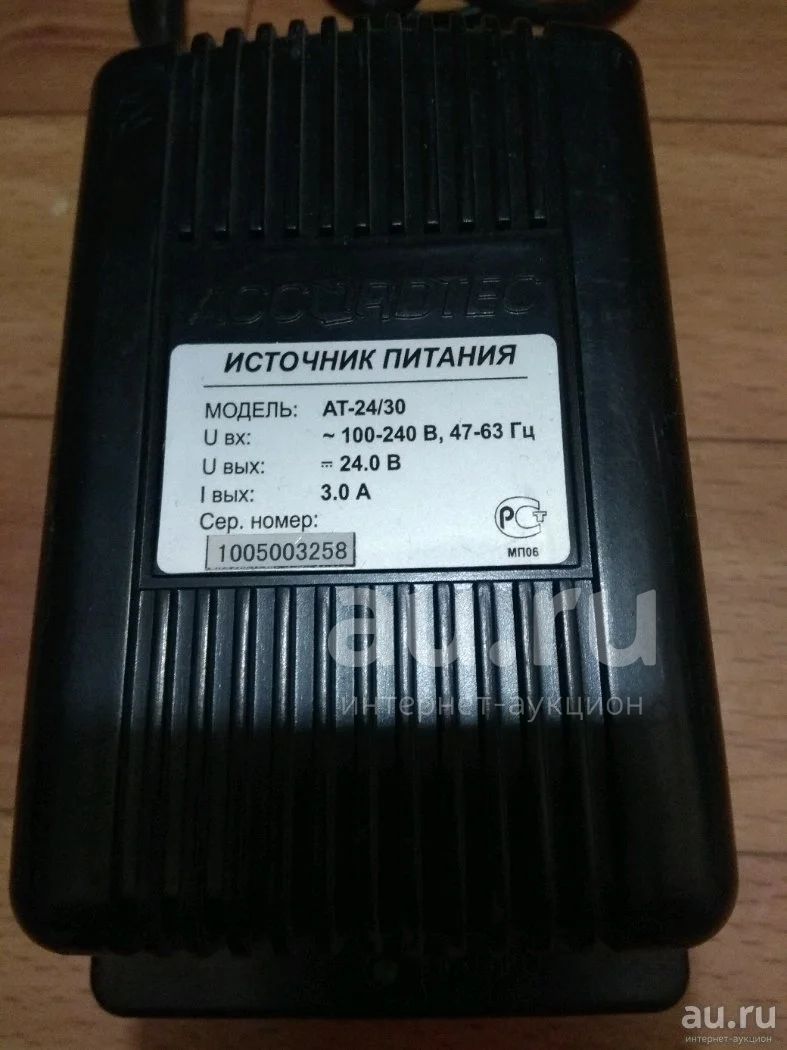 ACCORDTEC
ИСТОЧНИК ПИТАНИЯ
МОДЕЛЬ: АТ-24/30
U вх: ~ 100-240 В, 47-63 Гц
U вых: ⎓ 24.0 В
I вых: 3.0 А
Сер. номер:
1005003258
РСТ
МП06
au.ru
интернет-аукцион
au.ru
интернет-аукцион